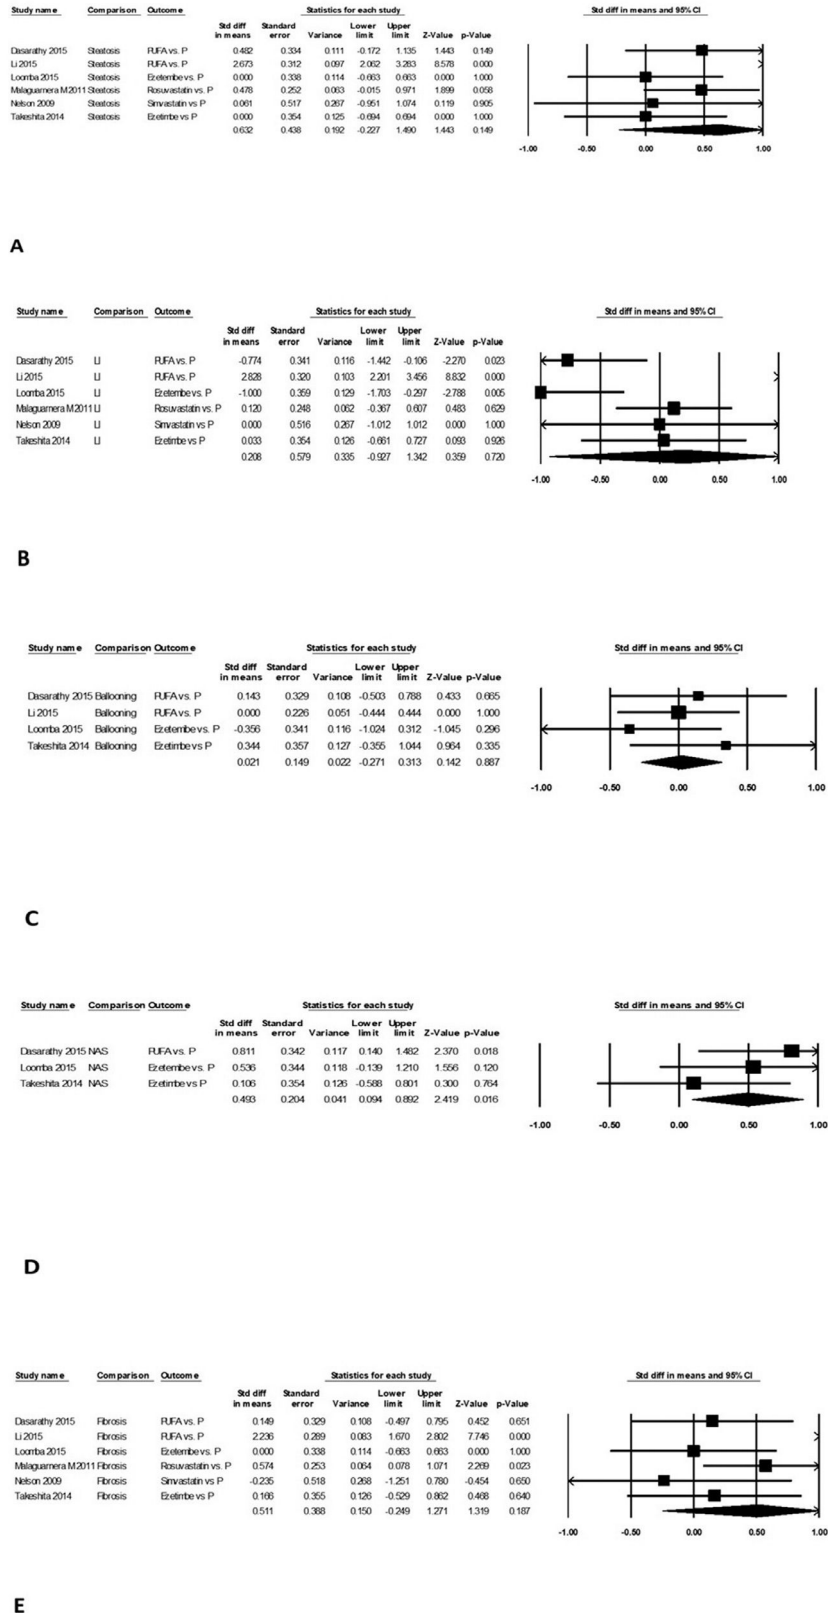 Study name Comparison Outcome Statistics for each study Std diff in means and 95% CI
Std diff Standard Lower Upper
in means error Variance limit limit Z-Value p-Value
Dasarathy 2015 Steatosis PUFA vs. P 0.482 0.334 0.111 -0.172 1.135 1.443 0.149
Li 2015 Steatosis PUFA vs. P 2.673 0.312 0.097 2.062 3.283 8.578 0.000
Loomba 2015 Steatosis Ezetembe vs. P 0.000 0.338 0.114 -0.663 0.663 0.000 1.000
Malaguarnera M 2011 Steatosis Rosuvastatin vs. P 0.478 0.252 0.063 -0.015 0.971 1.899 0.058
Nelson 2009 Steatosis Simvastatin vs P 0.061 0.517 0.267 -0.951 1.074 0.119 0.905
Takeshita 2014 Steatosis Ezetimbe vs P 0.000 0.354 0.125 -0.694 0.694 0.000 1.000
0.632 0.438 0.192 -0.227 1.490 1.443 0.149
-1.00 -0.50 0.00 0.50 1.00
A
Study name Comparison Outcome Statistics for each study Std diff in means and 95% CI
Std diff Standard Lower Upper
in means error Variance limit limit Z-Value p-Value
Dasarathy 2015 LI PUFA vs. P -0.774 0.341 0.116 -1.442 -0.106 -2.270 0.023
Li 2015 LI PUFA vs. P 2.828 0.320 0.103 2.201 3.456 8.832 0.000
Loomba 2015 LI Ezetembe vs. P -1.000 0.359 0.129 -1.703 -0.297 -2.788 0.005
Malaguarnera M 2011 LI Rosuvastatin vs. P 0.120 0.248 0.062 -0.367 0.607 0.483 0.629
Nelson 2009 LI Simvastatin vs P 0.000 0.516 0.267 -1.012 1.012 0.000 1.000
Takeshita 2014 LI Ezetimbe vs P 0.033 0.354 0.126 -0.661 0.727 0.093 0.926
0.208 0.579 0.335 -0.927 1.342 0.359 0.720
-1.00 -0.50 0.00 0.50 1.00
B
Study name Comparison Outcome Statistics for each study Std diff in means and 95% CI
Std diff Standard Lower Upper
in means error Variance limit limit Z-Value p-Value
Dasarathy 2015 Ballooning PUFA vs. P 0.143 0.329 0.108 -0.503 0.788 0.433 0.665
Li 2015 Ballooning PUFA vs. P 0.000 0.226 0.051 -0.444 0.444 0.000 1.000
Loomba 2015 Ballooning Ezetembe vs. P -0.356 0.341 0.116 -1.024 0.312 -1.045 0.296
Takeshita 2014 Ballooning Ezetimbe vs P 0.344 0.357 0.127 -0.355 1.044 0.964 0.335
0.021 0.149 0.022 -0.271 0.313 0.142 0.887
-1.00 -0.50 0.00 0.50 1.00
C
Study name Comparison Outcome Statistics for each study Std diff in means and 95% CI
Std diff Standard Lower Upper
in means error Variance limit limit Z-Value p-Value
Dasarathy 2015 NAS PUFA vs. P 0.811 0.342 0.117 0.140 1.482 2.370 0.018
Loomba 2015 NAS Ezetembe vs. P 0.536 0.344 0.118 -0.139 1.210 1.556 0.120
Takeshita 2014 NAS Ezetimbe vs P 0.106 0.354 0.126 -0.588 0.801 0.300 0.764
0.493 0.204 0.041 0.094 0.892 2.419 0.016
-1.00 -0.50 0.00 0.50 1.00
D
Study name Comparison Outcome Statistics for each study Std diff in means and 95% CI
Std diff Standard Lower Upper
in means error Variance limit limit Z-Value p-Value
Dasarathy 2015 Fibrosis PUFA vs. P 0.149 0.329 0.108 -0.497 0.795 0.452 0.651
Li 2015 Fibrosis PUFA vs. P 2.236 0.289 0.083 1.670 2.802 7.746 0.000
Loomba 2015 Fibrosis Ezetembe vs. P 0.000 0.338 0.114 -0.663 0.663 0.000 1.000
Malaguarnera M 2011 Fibrosis Rosuvastatin vs. P 0.574 0.253 0.064 0.078 1.071 2.269 0.023
Nelson 2009 Fibrosis Simvastatin vs P -0.235 0.518 0.268 -1.251 0.780 -0.454 0.650
Takeshita 2014 Fibrosis Ezetimbe vs P 0.166 0.355 0.126 -0.529 0.862 0.468 0.640
0.511 0.388 0.150 -0.249 1.271 1.319 0.187
-1.00 -0.50 0.00 0.50 1.00
E